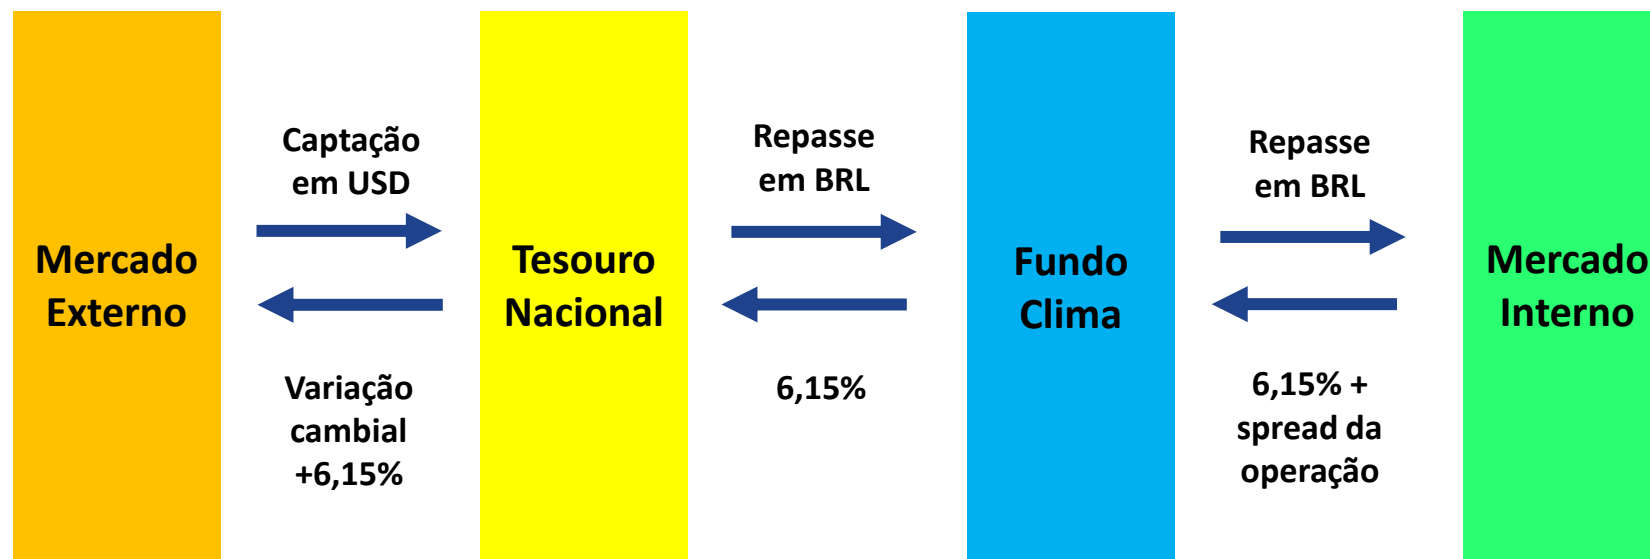 Mercado
Externo
Captação
em USD
Variação
cambial
+6,15%
Tesouro
Nacional
Repasse
em BRL
6,15%
Fundo
Clima
Repasse
em BRL
6,15% +
spread da
operação
Mercado
Interno